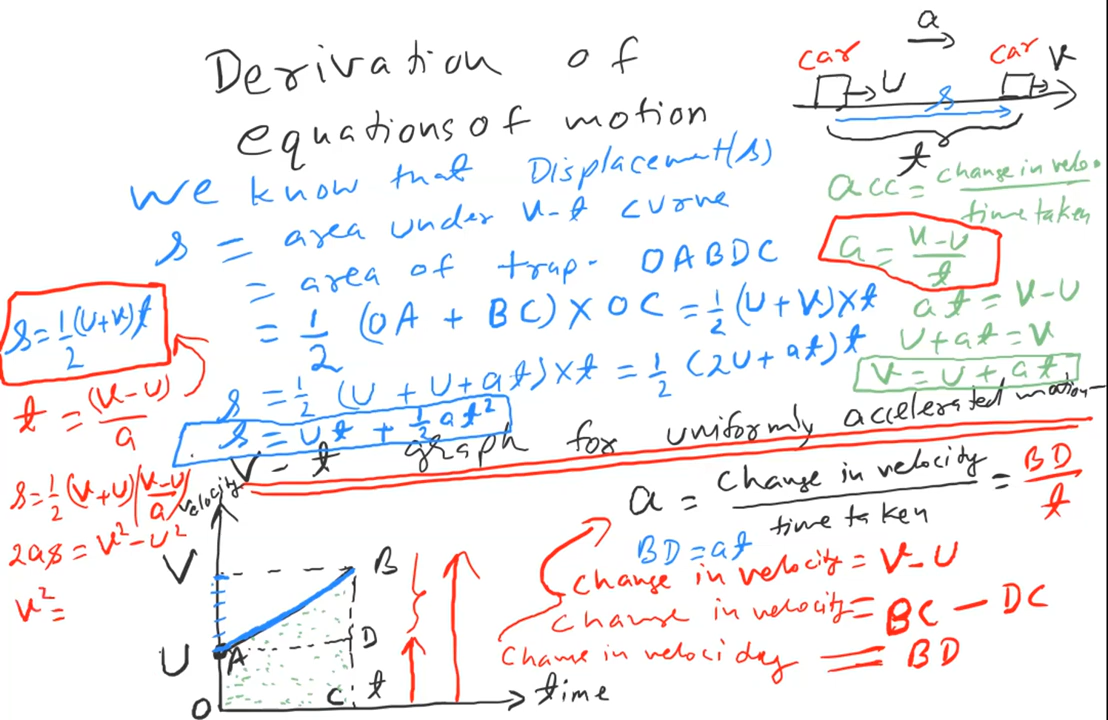 Derivation of
equations of motion
a
car
car
U
V
s
t
We know that Displacement(s)
s = area under v-t curve
= area of trap. OABDC
= 1/2 (OA + BC) × OC = 1/2 (U + V) × t
s = 1/2 (U + U + at) × t = 1/2 (2U + at) t
s = Ut + 1/2 at²
acc = change in velo.
time taken
a = V-U / t
at = V-U
U + at = V
V = U + at
s = 1/2 (U+V) t
t = (V-U) / a
s = 1/2 (V+U) (V-U / a)
2as = V² - U²
V² =
V-t graph for uniformly accelerated motion
velocity
V
U
A
B
D
C
t
O
time
a = Change in velocity / time taken = BD / t
BD = at
Change in velocity = V-U
Change in velocity = BC - DC
Change in velocity = BD